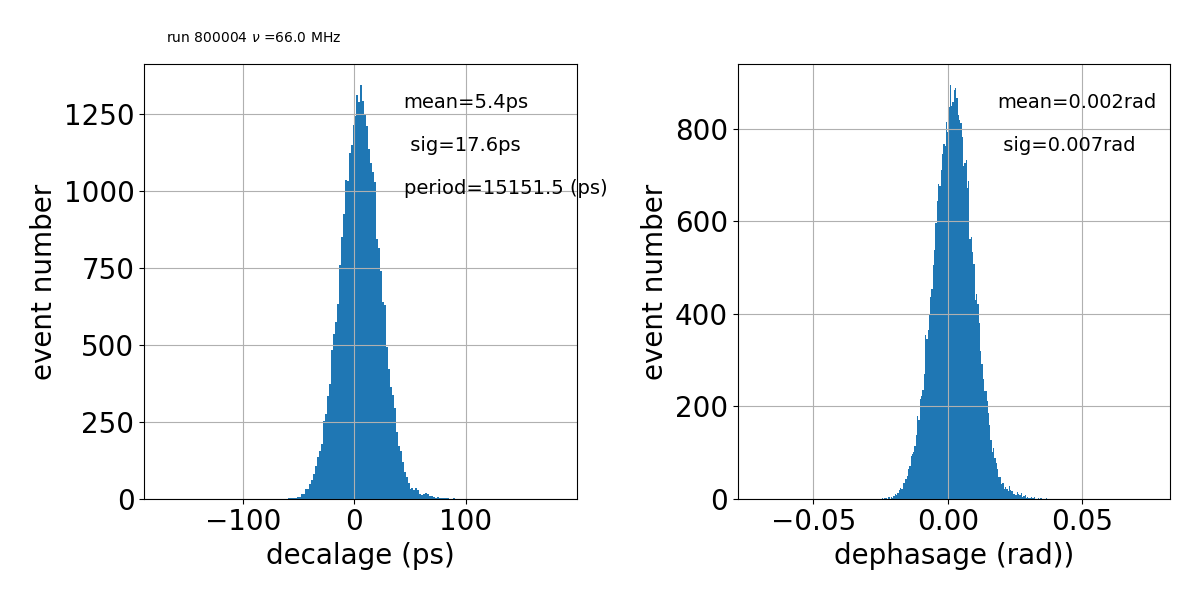 run 800004 ν =66.0 MHz
mean=5.4ps
sig=17.6ps
period=15151.5 (ps)
1250
1000
750
500
250
0
event number
−100 0 100
decalage (ps)
mean=0.002rad
sig=0.007rad
800
600
400
200
0
event number
−0.05 0.00 0.05
dephasage (rad))